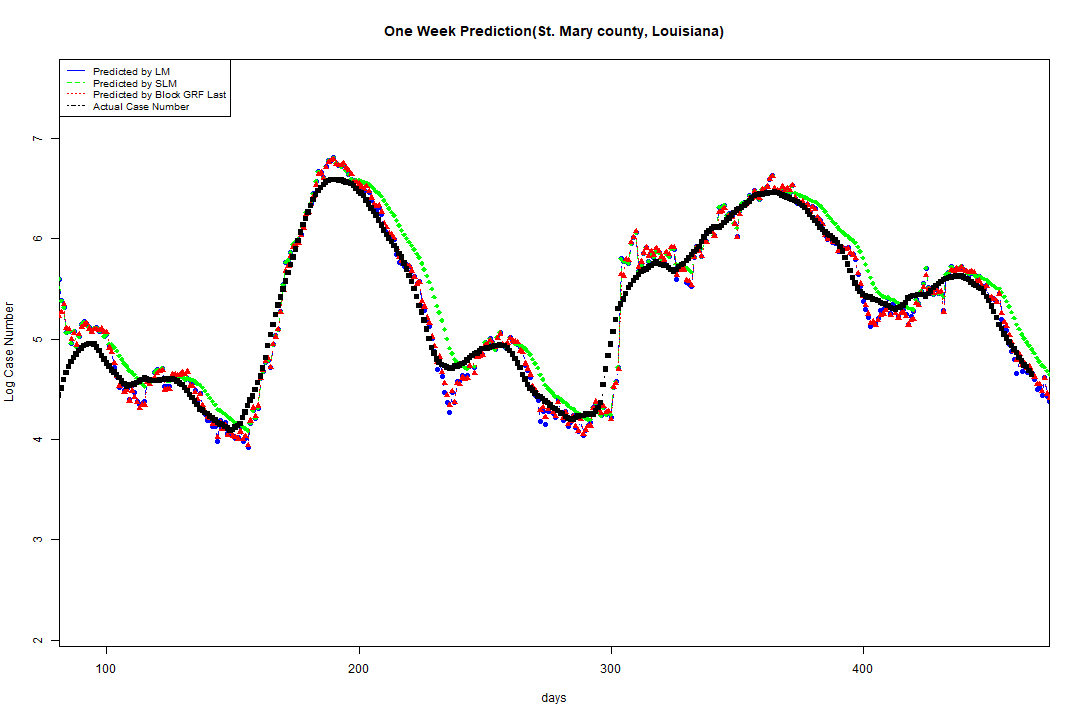 One Week Prediction(St. Mary county, Louisiana)
Predicted by LM
Predicted by SLM
Predicted by Block GRF Last
Actual Case Number
Log Case Number
7
6
5
4
3
2
100 200 300 400
days